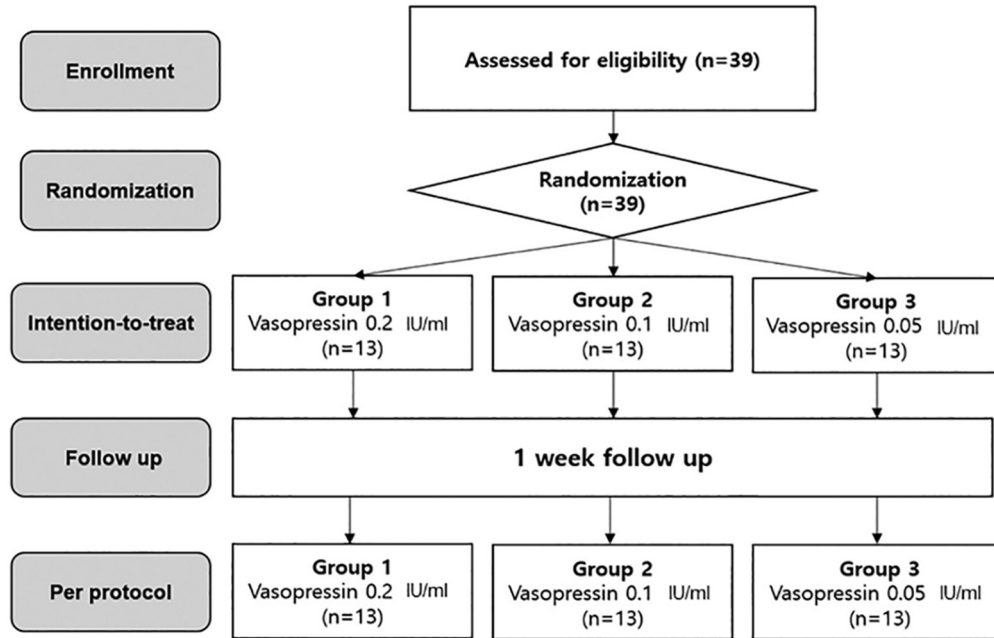 Enrollment
Assessed for eligibility (n=39)
Randomization
Randomization
(n=39)
Intention-to-treat
Group 1
Vasopressin 0.2 IU/ml
(n=13)
Group 2
Vasopressin 0.1 IU/ml
(n=13)
Group 3
Vasopressin 0.05 IU/ml
(n=13)
Follow up
1 week follow up
Per protocol
Group 1
Vasopressin 0.2 IU/ml
(n=13)
Group 2
Vasopressin 0.1 IU/ml
(n=13)
Group 3
Vasopressin 0.05 IU/ml
(n=13)